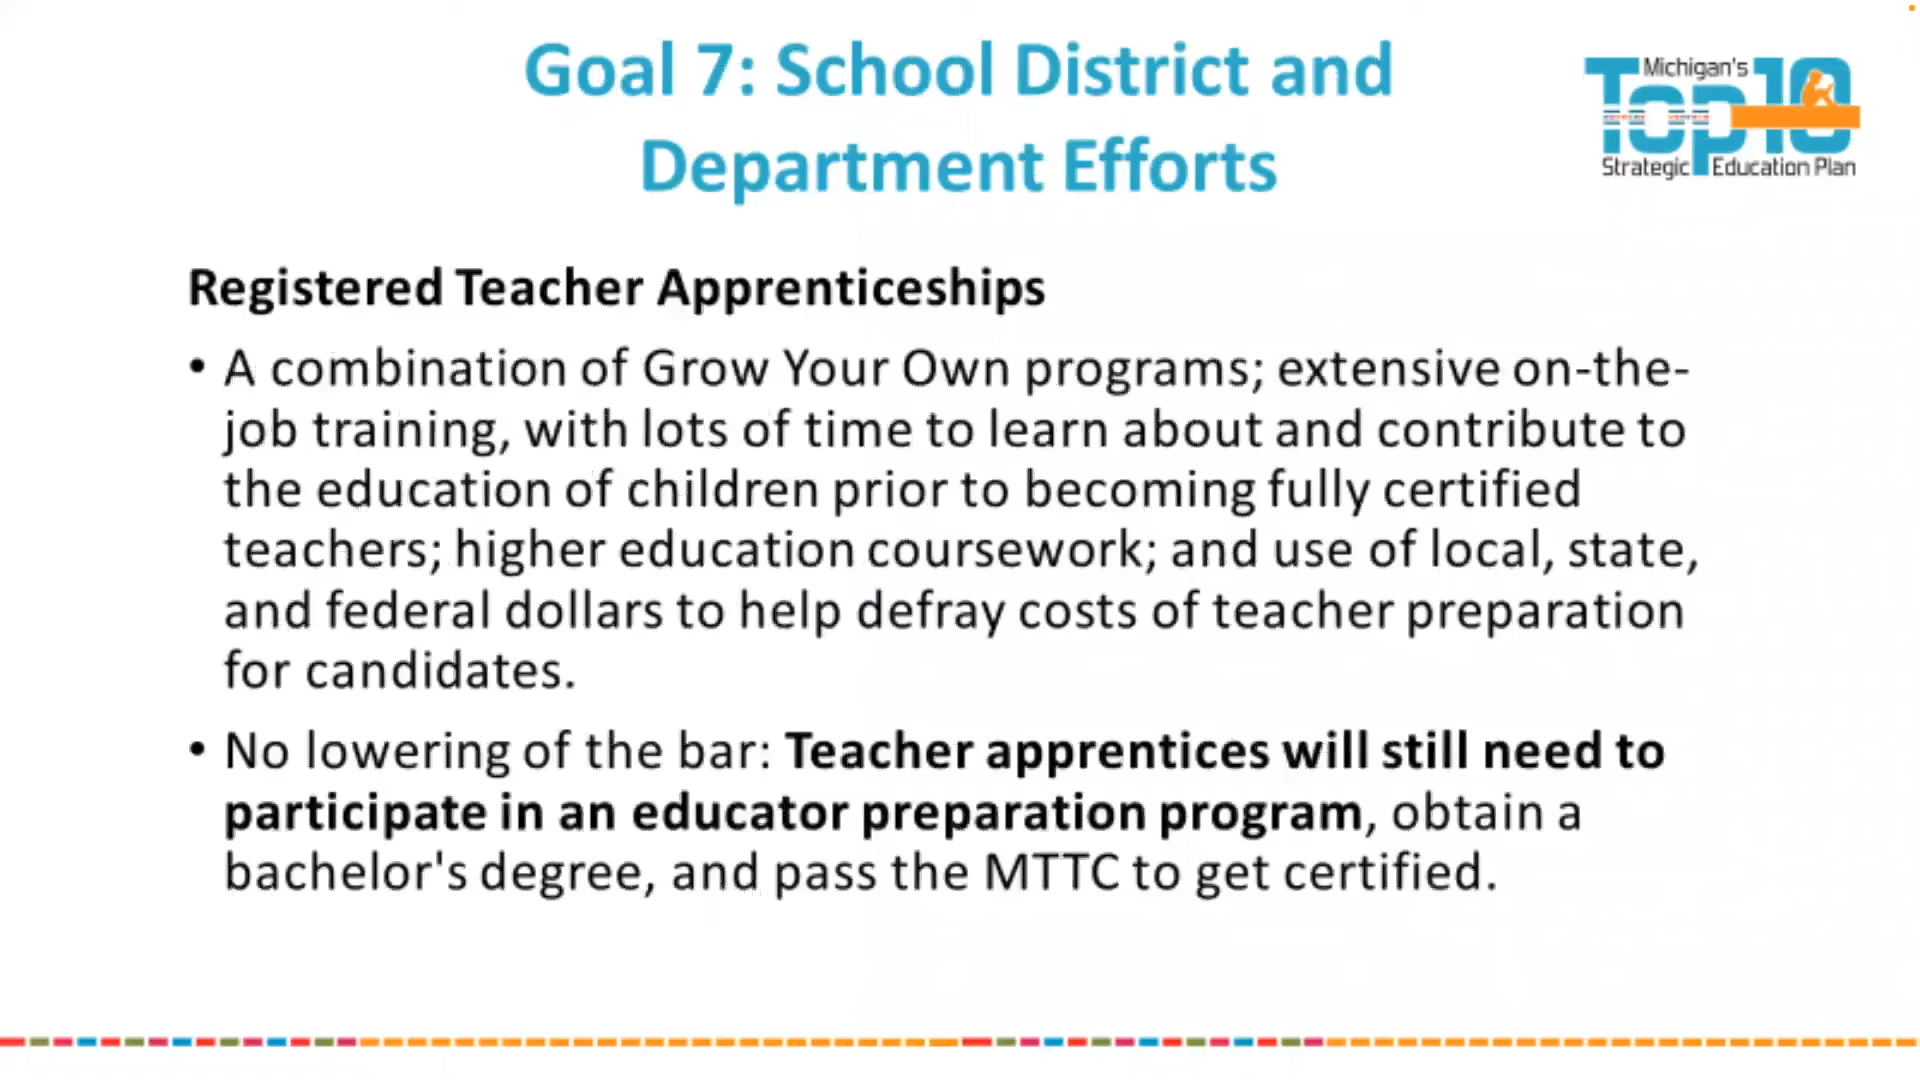 Goal 7: School District and
Department Efforts
Michigan's
Top10
Strategic Education Plan
Registered Teacher Apprenticeships
• A combination of Grow Your Own programs; extensive on-the-
job training, with lots of time to learn about and contribute to
the education of children prior to becoming fully certified
teachers; higher education coursework; and use of local, state,
and federal dollars to help defray costs of teacher preparation
for candidates.
• No lowering of the bar: Teacher apprentices will still need to
participate in an educator preparation program, obtain a
bachelor's degree, and pass the MTTC to get certified.